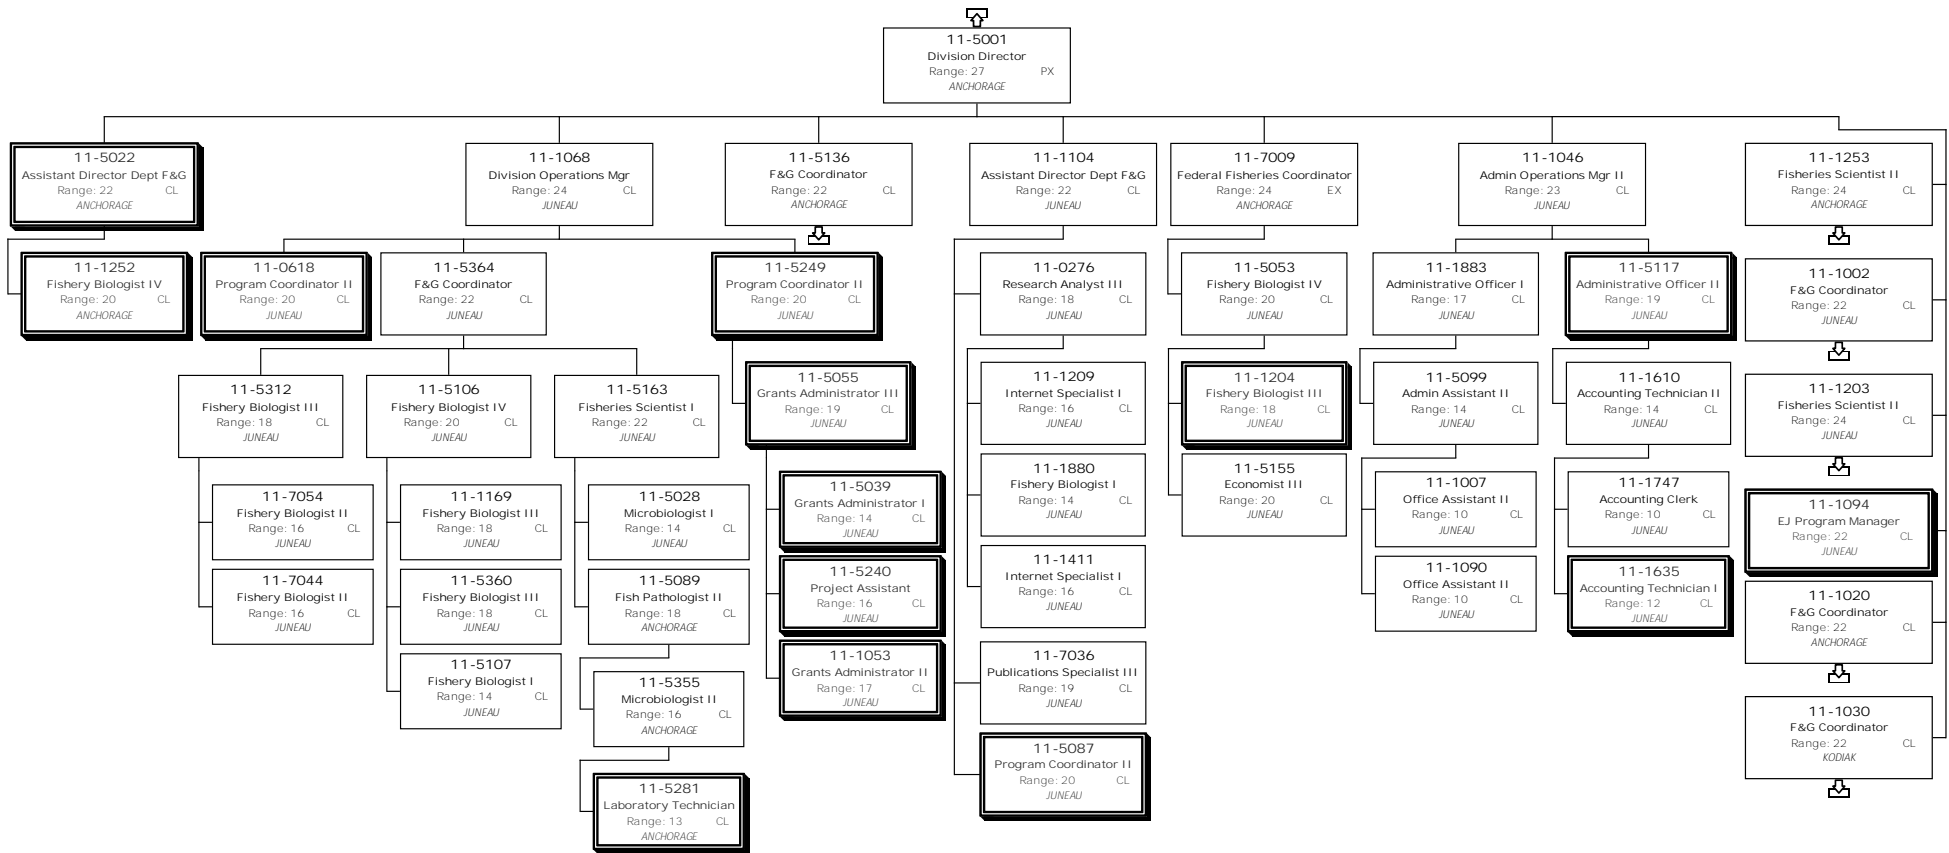 11-5001
Division Director
Range: 27 PX
ANCHORAGE
11-5022
Assistant Director Dept F&G
Range: 22 CL
ANCHORAGE
11-1068
Division Operations Mgr
Range: 24 CL
JUNEAU
11-5136
F&G Coordinator
Range: 22 CL
ANCHORAGE
11-1104
Assistant Director Dept F&G
Range: 22 CL
JUNEAU
11-7009
Federal Fisheries Coordinator
Range: 24 EX
ANCHORAGE
11-1046
Admin Operations Mgr II
Range: 23 CL
JUNEAU
11-1253
Fisheries Scientist II
Range: 24 CL
ANCHORAGE
11-1252
Fishery Biologist IV
Range: 20 CL
ANCHORAGE
11-0618
Program Coordinator II
Range: 20 CL
JUNEAU
11-5364
F&G Coordinator
Range: 22 CL
JUNEAU
11-5249
Program Coordinator II
Range: 20 CL
JUNEAU
11-0276
Research Analyst III
Range: 18 CL
JUNEAU
11-5053
Fishery Biologist IV
Range: 20 CL
JUNEAU
11-1883
Administrative Officer I
Range: 17 CL
JUNEAU
11-5117
Administrative Officer II
Range: 19 CL
JUNEAU
11-1002
F&G Coordinator
Range: 22 CL
JUNEAU
11-5312
Fishery Biologist III
Range: 18 CL
JUNEAU
11-5106
Fishery Biologist IV
Range: 20 CL
JUNEAU
11-5163
Fisheries Scientist I
Range: 22 CL
JUNEAU
11-5055
Grants Administrator III
Range: 19 CL
JUNEAU
11-1209
Internet Specialist I
Range: 16 CL
JUNEAU
11-1204
Fishery Biologist III
Range: 18 CL
JUNEAU
11-5099
Admin Assistant II
Range: 14 CL
JUNEAU
11-1610
Accounting Technician II
Range: 14 CL
JUNEAU
11-1203
Fisheries Scientist II
Range: 24 CL
JUNEAU
11-7054
Fishery Biologist II
Range: 16 CL
JUNEAU
11-1169
Fishery Biologist III
Range: 18 CL
JUNEAU
11-5028
Microbiologist I
Range: 14 CL
JUNEAU
11-5039
Grants Administrator I
Range: 14 CL
JUNEAU
11-1880
Fishery Biologist I
Range: 14 CL
JUNEAU
11-5155
Economist III
Range: 20 CL
JUNEAU
11-1007
Office Assistant II
Range: 10 CL
JUNEAU
11-1747
Accounting Clerk
Range: 10 CL
JUNEAU
11-1094
EJ Program Manager
Range: 22 CL
JUNEAU
11-7044
Fishery Biologist II
Range: 16 CL
JUNEAU
11-5360
Fishery Biologist III
Range: 18 CL
JUNEAU
11-5089
Fish Pathologist II
Range: 18 CL
ANCHORAGE
11-5240
Project Assistant
Range: 16 CL
JUNEAU
11-1411
Internet Specialist I
Range: 16 CL
JUNEAU
11-1090
Office Assistant II
Range: 10 CL
JUNEAU
11-1635
Accounting Technician I
Range: 12 CL
JUNEAU
11-1020
F&G Coordinator
Range: 22 CL
ANCHORAGE
11-5107
Fishery Biologist I
Range: 14 CL
JUNEAU
11-5355
Microbiologist II
Range: 16 CL
ANCHORAGE
11-1053
Grants Administrator II
Range: 17 CL
JUNEAU
11-7036
Publications Specialist III
Range: 19 CL
JUNEAU
11-1030
F&G Coordinator
Range: 22 CL
KODIAK
11-5281
Laboratory Technician
Range: 13 CL
ANCHORAGE
11-5087
Program Coordinator II
Range: 20 CL
JUNEAU